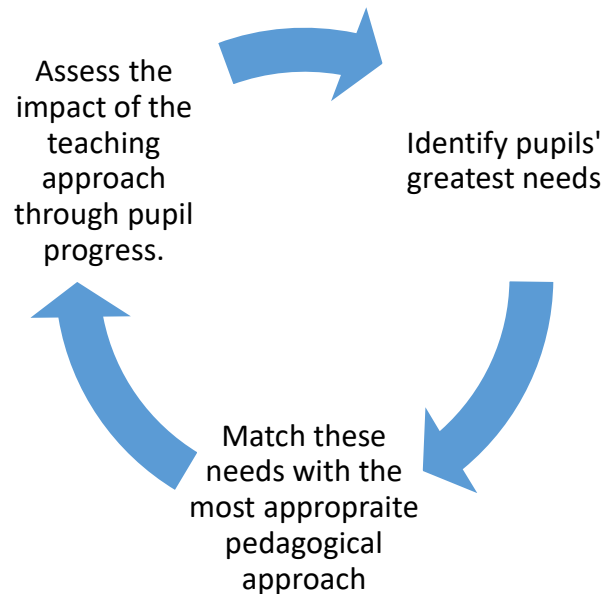 Assess the
impact of the
teaching
approach
through pupil
progress.
Identify pupils'
greatest needs
Match these
needs with the
most appropraite
pedagogical
approach